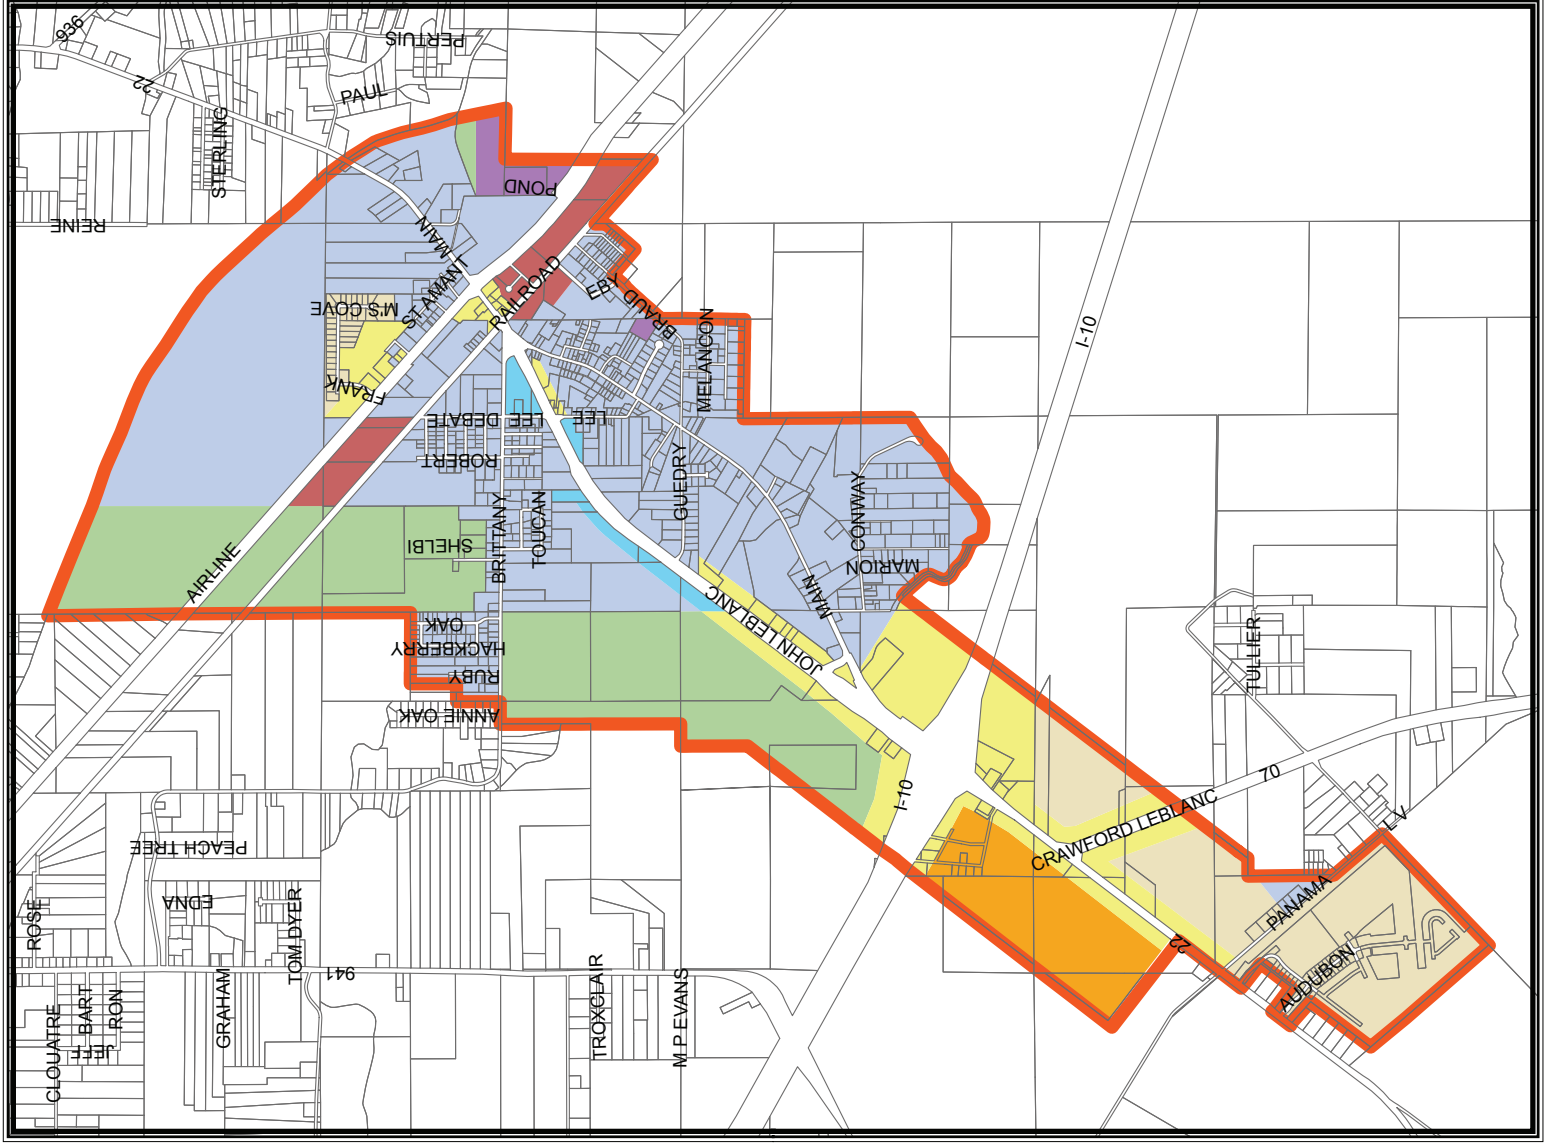 936
PERTUIS
22
PAUL
STERLING
REINE
POND
MAIN
ST.AMANT
RAILROAD
EBY
M'S COVE
BRAUD
MELANCON
I-10
FRANK
DEBATE
LEE
LEE
ROBERT
GUEDRY
CONWAY
BRITTANY
TOUCAN
SHELBI
AIRLINE
MARION
MAIN
JOHN LEBLANC
OAK
HACKBERRY
RUBY
ANNIE OAK
TULLIER
I-10
70
CRAWFORD LEBLANC
L.V
PEACH TREE
EDNA
ROSE
TOM DYER
PANAMA
22
AUDUBON
941
GRAHAM
TROXCLAIR
M P EVANS
CLOUATRE
BART
RON
JEFF